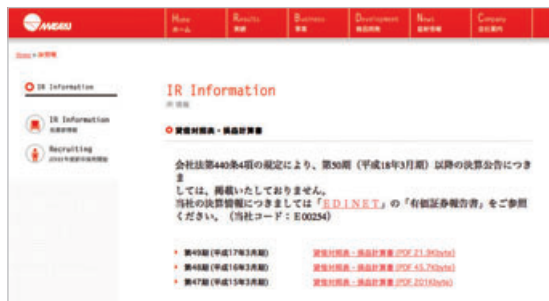 Home
Results
Business
Development
News
Company
ホーム
実績
事業
商品開発
最新情報
会社案内
Home > 決算報
IR Information
IR Information
IR 情報
IR Information
Recruiting
貸借対照表・損益計算書
会社法第440条4項の規定により、第50期（平成18年3月期）以降の決算公告につき
ま
しては、掲載いたしておりません。
当社の決算情報につきましては「EDINET」の「有価証券報告書」をご参照
ください。（当社コード：E00254）
第49期 (平成17年3月期)
貸借対照表・損益計算書 (PDF 21.9Kbyte)
第48期 (平成16年3月期)
貸借対照表・損益計算書 (PDF 45.7Kbyte)
第47期 (平成15年3月期)
貸借対照表・損益計算書 (PDF 201Kbyte)